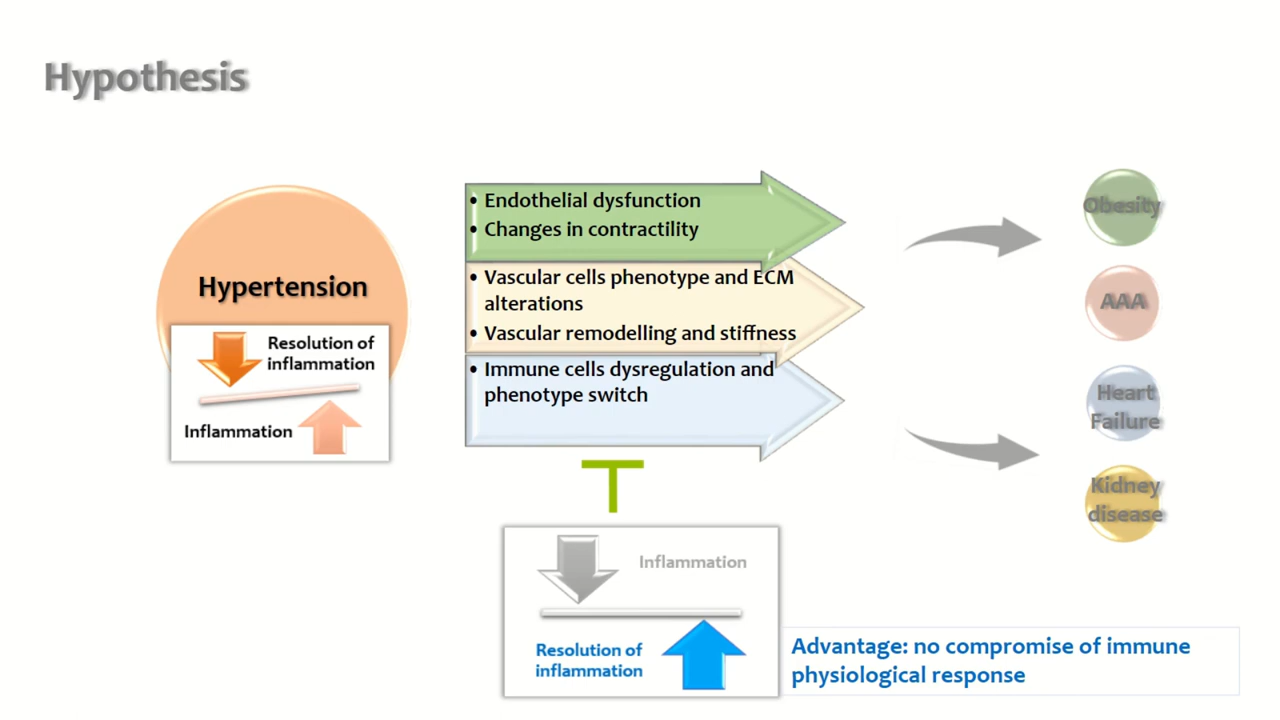 Hypothesis
Hypertension
Resolution of
inflammation
Inflammation
• Endothelial dysfunction
• Changes in contractility
• Vascular cells phenotype and ECM
alterations
• Vascular remodelling and stiffness
• Immune cells dysregulation and
phenotype switch
Obesity
AAA
Heart
Failure
Kidney
disease
Inflammation
Resolution of
inflammation
Advantage: no compromise of immune
physiological response